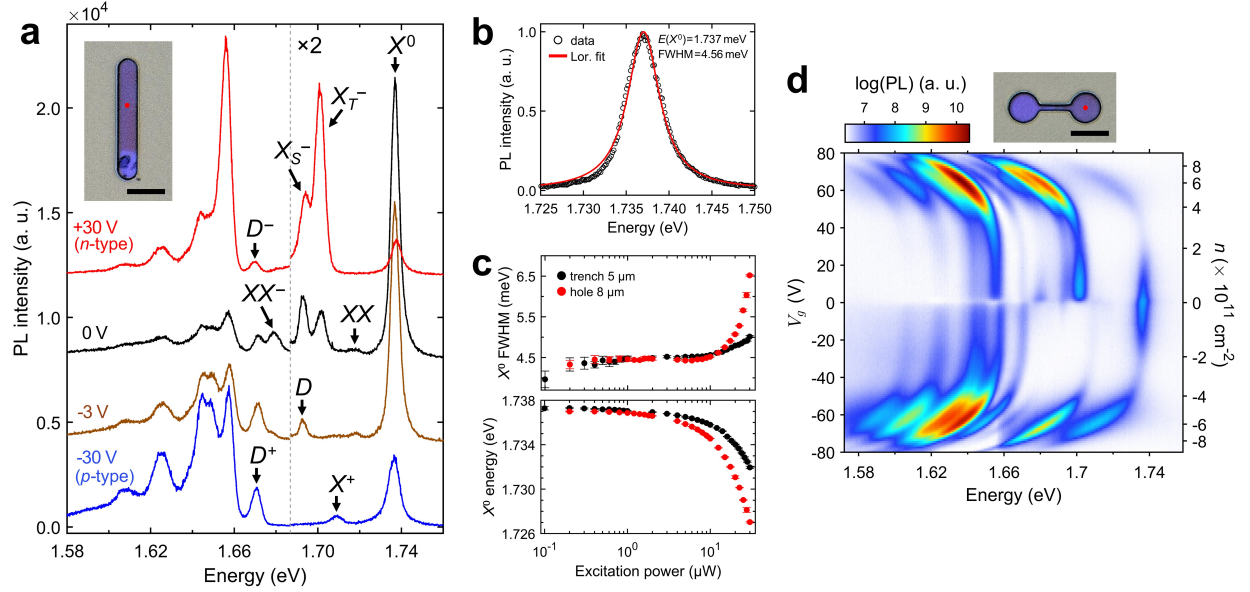 a
×10⁴
PL intensity (a. u.)
2.0
1.5
1.0
0.5
0.0
×2
X⁰
X_T⁻
X_S⁻
+30 V
(n-type)
D⁻
XX⁻
XX
0 V
-3 V
D
-30 V
(p-type)
D⁺
X⁺
1.58 1.62 1.66 1.70 1.74
Energy (eV)
b
PL intensity (a. u.)
1.0
0.5
0.0
data
Lor. fit
E(X⁰)=1.737 meV
FWHM=4.56 meV
1.725 1.730 1.735 1.740 1.745 1.750
Energy (eV)
c
X⁰ FWHM (meV)
6.0
4.5
trench 5 µm
hole 8 µm
X⁰ energy (eV)
1.738
1.734
1.730
1.726
10⁻¹ 10⁰ 10¹
Excitation power (µW)
d
log(PL) (a. u.)
7 8 9 10
V_g (V)
80
60
40
20
0
-20
-40
-60
-80
8
6
4
2
0
-2
-4
-6
-8
n (× 10¹¹ cm⁻²)
1.58 1.62 1.66 1.7 1.74
Energy (eV)